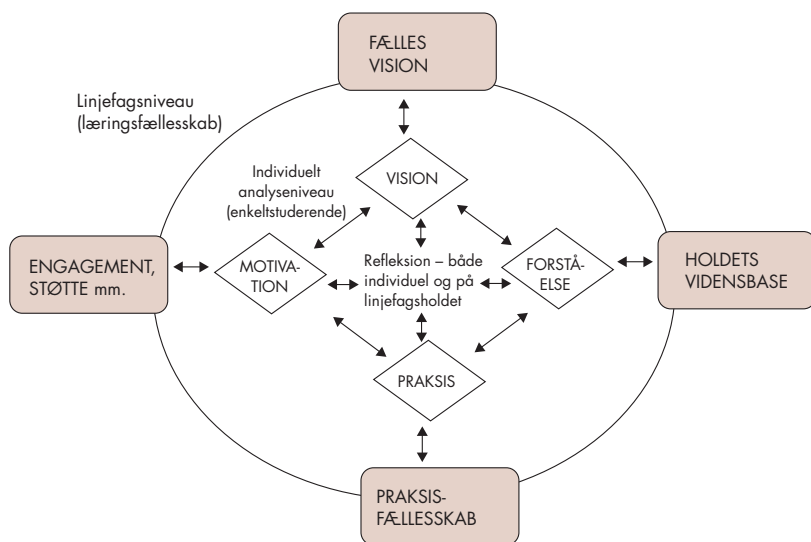 FÆLLES
VISION
Linjefagsniveau
(læringsfællesskab)
Individuelt
analyseniveau
(enkeltstuderende)
VISION
ENGAGEMENT,
STØTTE mm.
MOTIVA-
TION
Refleksion – både
individuel og på
linjefagsholdet
FORSTÅ-
ELSE
HOLDETS
VIDENSBASE
PRAKSIS
PRAKSIS-
FÆLLESSKAB